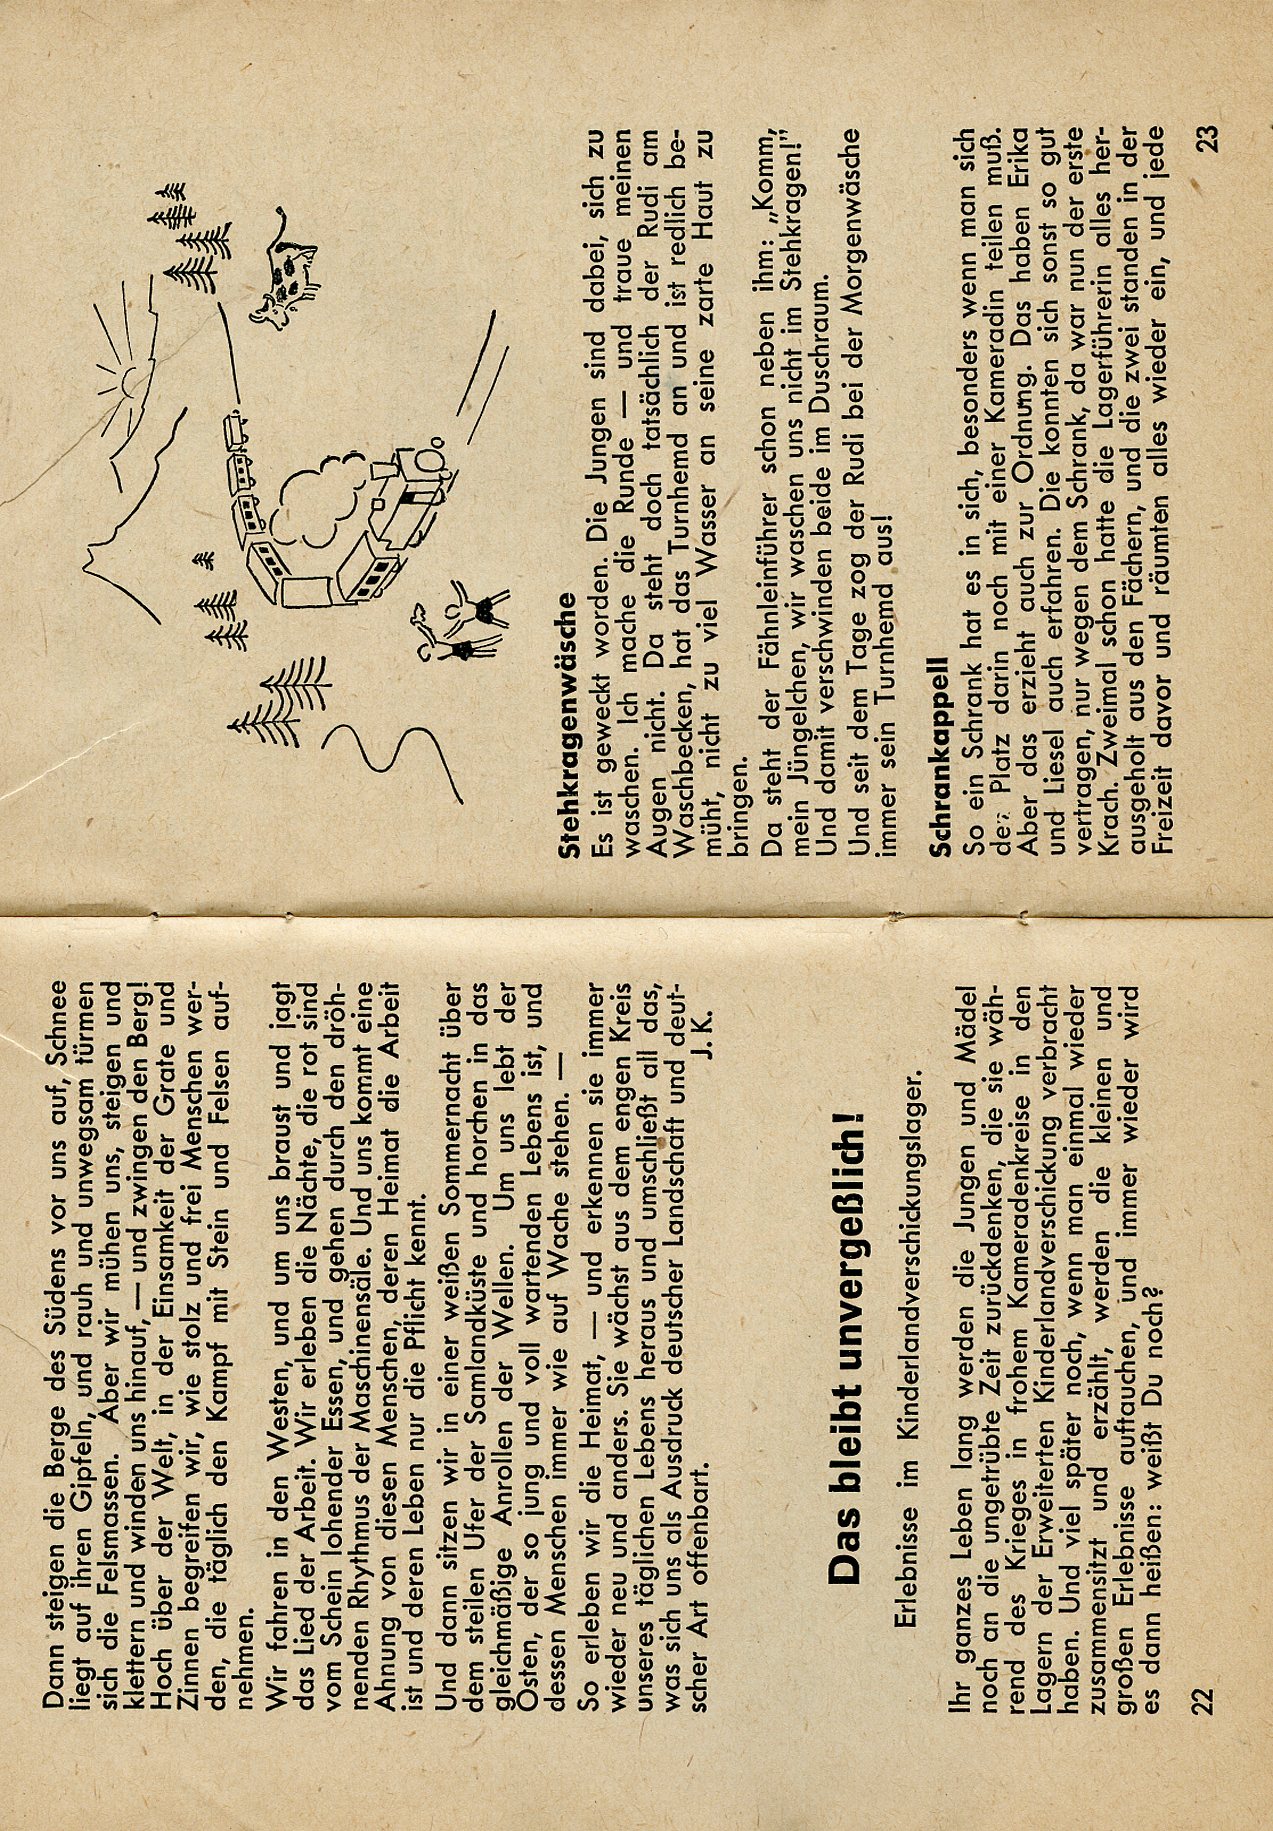 Dann steigen die Berge des Südens vor uns auf, Schnee
liegt auf ihren Gipfeln, und rauh und unwegsam türmen
sich die Felsmassen. Aber wir mühen uns, steigen und
klettern und winden uns hinauf, — und zwingen den Berg!
Hoch über der Welt, in der Einsamkeit der Grate und
Zinnen begreifen wir, wie stolz und frei Menschen wer-
den, die täglich den Kampf mit Stein und Felsen auf-
nehmen.
Wir fahren in den Westen, und um uns braust und jagt
das Lied der Arbeit. Wir erleben die Nächte, die rot sind
vom Schein lohender Essen, und gehen durch den dröh-
nenden Rhythmus der Maschinensäle. Und uns kommt eine
Ahnung von diesen Menschen, deren Heimat die Arbeit
ist und deren Leben nur die Pflicht kennt.
Und dann sitzen wir in einer weißen Sommernacht über
dem steilen Ufer der Samlandküste und horchen in das
gleichmäßige Anrollen der Wellen. Um uns lebt der
Osten, der so jung und voll wartenden Lebens ist, und
dessen Menschen immer wie auf Wache stehen. —
So erleben wir die Heimat, — und erkennen sie immer
wieder neu und anders. Sie wächst aus dem engen Kreis
unseres täglichen Lebens heraus und umschließt all das,
was sich uns als Ausdruck deutscher Landschaft und deut-
scher Art offenbart.
J. K.
Das bleibt unvergeßlich!
Erlebnisse im Kinderlandverschickungslager.
Ihr ganzes Leben lang werden die Jungen und Mädel
noch an die ungetrübte Zeit zurückdenken, die sie wäh-
rend des Krieges in frohem Kameradenkreise in den
Lagern der Erweiterten Kinderlandverschickung verbracht
haben. Und viel später noch, wenn man einmal wieder
zusammensitzt und erzählt, werden die kleinen und
großen Erlebnisse auftauchen, und immer wieder wird
es dann heißen: weißt Du noch?
22
Stehkragenwäsche
Es ist geweckt worden. Die Jungen sind dabei, sich zu
waschen. Ich mache die Runde — und traue meinen
Augen nicht. Da steht doch tatsächlich der Rudi am
Waschbecken, hat das Turnhemd an und ist redlich be-
müht, nicht zu viel Wasser an seine zarte Haut zu
bringen.
Da steht der Fähnleinführer schon neben ihm: „Komm,
mein Jüngelchen, wir waschen uns nicht im Stehkragen!”
Und damit verschwinden beide im Duschraum.
Und seit dem Tage zog der Rudi bei der Morgenwäsche
immer sein Turnhemd aus!
Schrankappell
So ein Schrank hat es in sich, besonders wenn man sich
den Platz darin noch mit einer Kameradin teilen muß.
Aber das erzieht auch zur Ordnung. Das haben Erika
und Liesel auch erfahren. Die konnten sich sonst so gut
vertragen, nur wegen dem Schrank, da war nun der erste
Krach. Zweimal schon hatte die Lagerführerin alles her-
ausgeholt aus den Fächern, und die zwei standen in der
Freizeit davor und räumten alles wieder ein, und jede
23